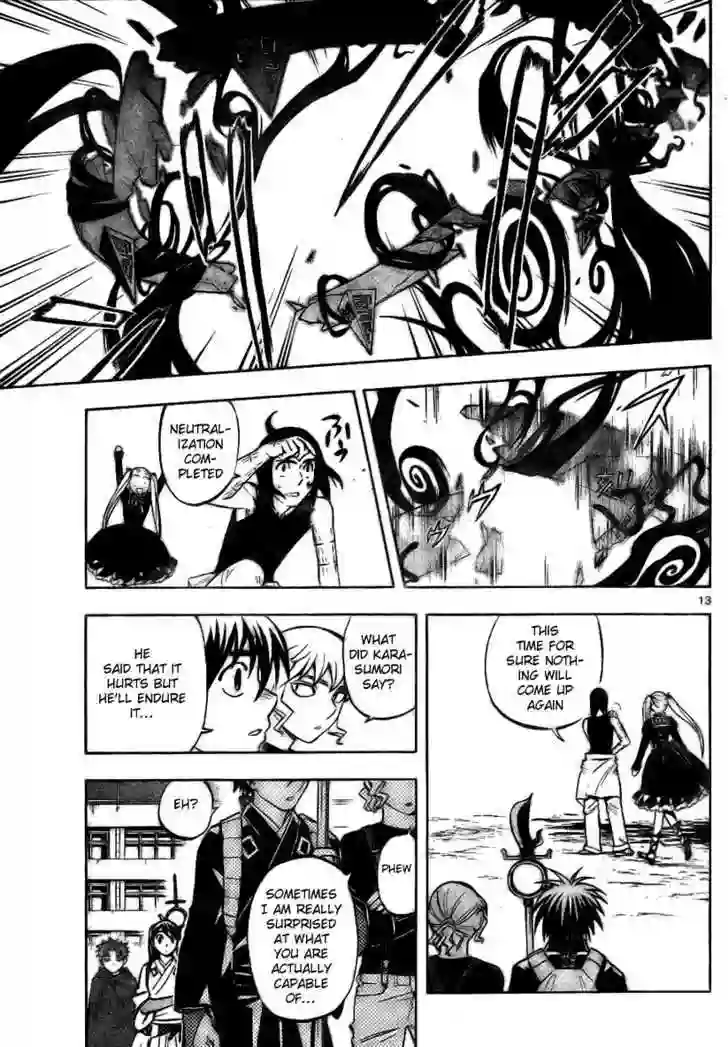 ふぅ
NEUTRAL-
IZATION
COM-
PLETED
13
THIS
TIME FOR
SURE NOTH-
ING WILL
COME UP
AGAIN
WHAT
DID KARA-
SUMORI
SAY?
HE
SAID THAT IT
HURTS BUT
HE'LL ENDURE
IT...
PHEW
SOMETIMES
I AM REALLY
SURPRISED
AT WHAT
YOU ARE
ACTUALLY
CAPABLE
OF...
EH?